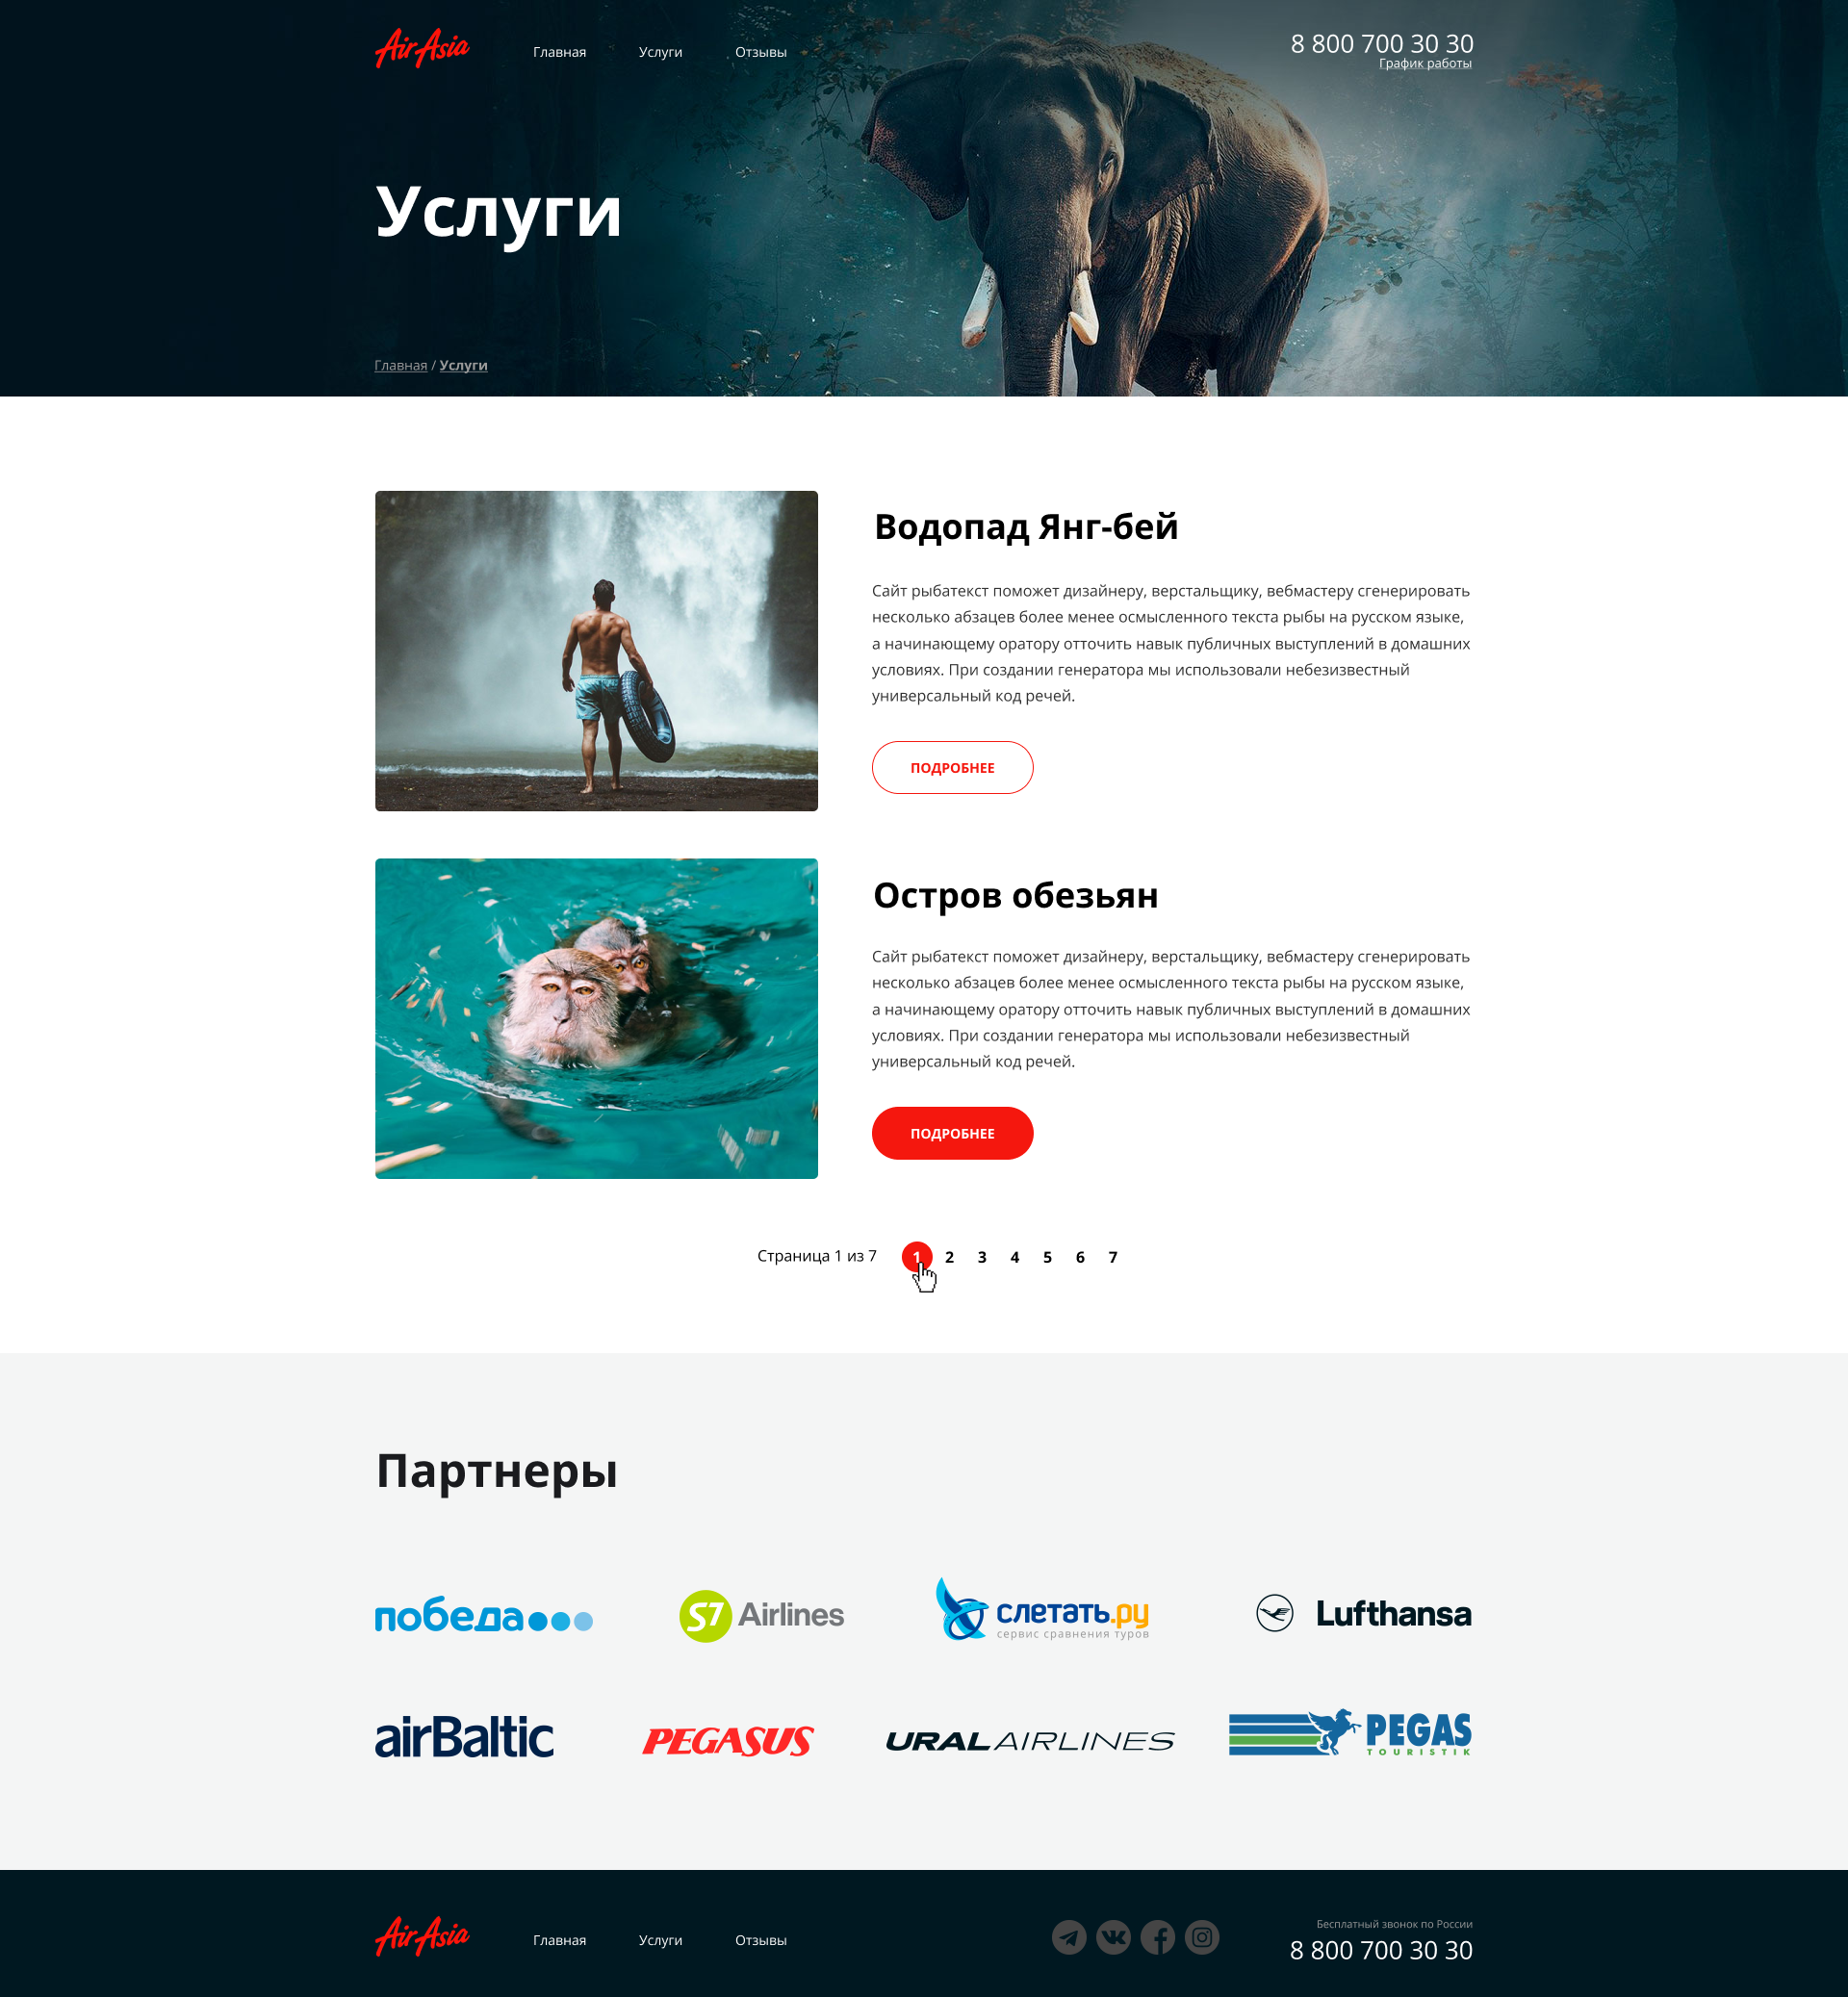 AirAsia
Главная Услуги Отзывы
8 800 700 30 30
График работы
Услуги
Главная / Услуги
Водопад Янг-бей
Сайт рыбатекст поможет дизайнеру, верстальщику, вебмастеру сгенерировать
несколько абзацев более менее осмысленного текста рыбы на русском языке,
а начинающему оратору отточить навык публичных выступлений в домашних
условиях. При создании генератора мы использовали небезизвестный
универсальный код речей.
ПОДРОБНЕЕ
Остров обезьян
Сайт рыбатекст поможет дизайнеру, верстальщику, вебмастеру сгенерировать
несколько абзацев более менее осмысленного текста рыбы на русском языке,
а начинающему оратору отточить навык публичных выступлений в домашних
условиях. При создании генератора мы использовали небезизвестный
универсальный код речей.
ПОДРОБНЕЕ
Страница 1 из 7 1 2 3 4 5 6 7
Партнеры
победа
S7 Airlines
слетать.ру
сервис сравнения туров
Lufthansa
airBaltic
PEGASUS
URAL AIRLINES
PEGAS
TOURISTIK
AirAsia
Главная Услуги Отзывы
Бесплатный звонок по России
8 800 700 30 30